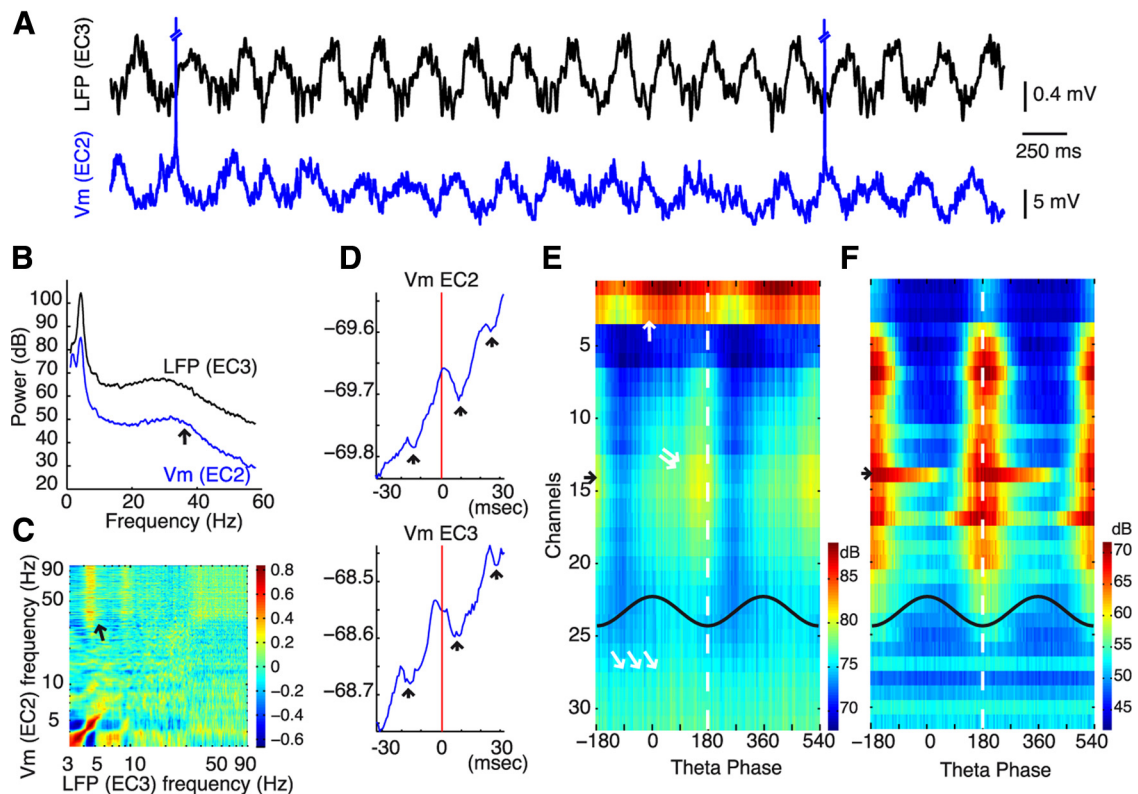 A
LFP (EC3)
Vm (EC2)
0.4 mV
250 ms
5 mV
B
100
90
80
70
60
50
40
30
20
Power (dB)
LFP (EC3)
Vm (EC2)
0 20 40 60
Frequency (Hz)
C
Vm (EC2) frequency (Hz)
90
50
10
5
3 5 10 50 90
LFP (EC3) frequency (Hz)
0.8
0.6
0.4
0.2
0
−0.2
−0.4
−0.6
D
Vm EC2
−69.6
−69.7
−69.8
-30 0 30
(msec)
Vm EC3
−68.5
−68.6
−68.7
-30 0 30
(msec)
E
Channels
5
10
15
20
25
30
−180 0 180 360 540
Theta Phase
dB
85
80
75
70
F
−180 0 180 360 540
Theta Phase
dB
70
65
60
55
50
45